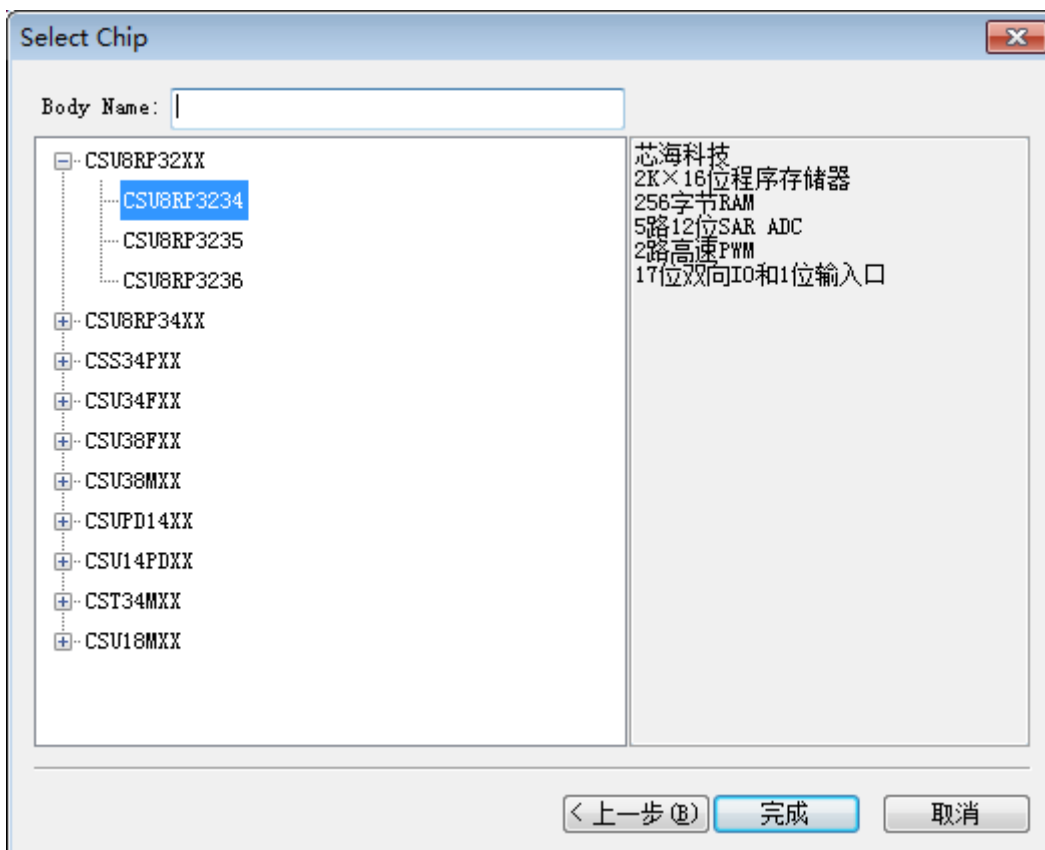 Select Chip
Body Name:
CSU8RP32XX
CSU8RP3234
CSU8RP3235
CSU8RP3236
CSU8RP34XX
CSS34PXX
CSU34FXX
CSU38FXX
CSU38MXX
CSUPD14XX
CSU14PDXX
CST34MXX
CSU18MXX
芯海科技
2K×16位程序存储器
256字节RAM
5路12位SAR ADC
2路高速PWM
17位双向IO和1位输入口
< 上一步(B)
完成
取消